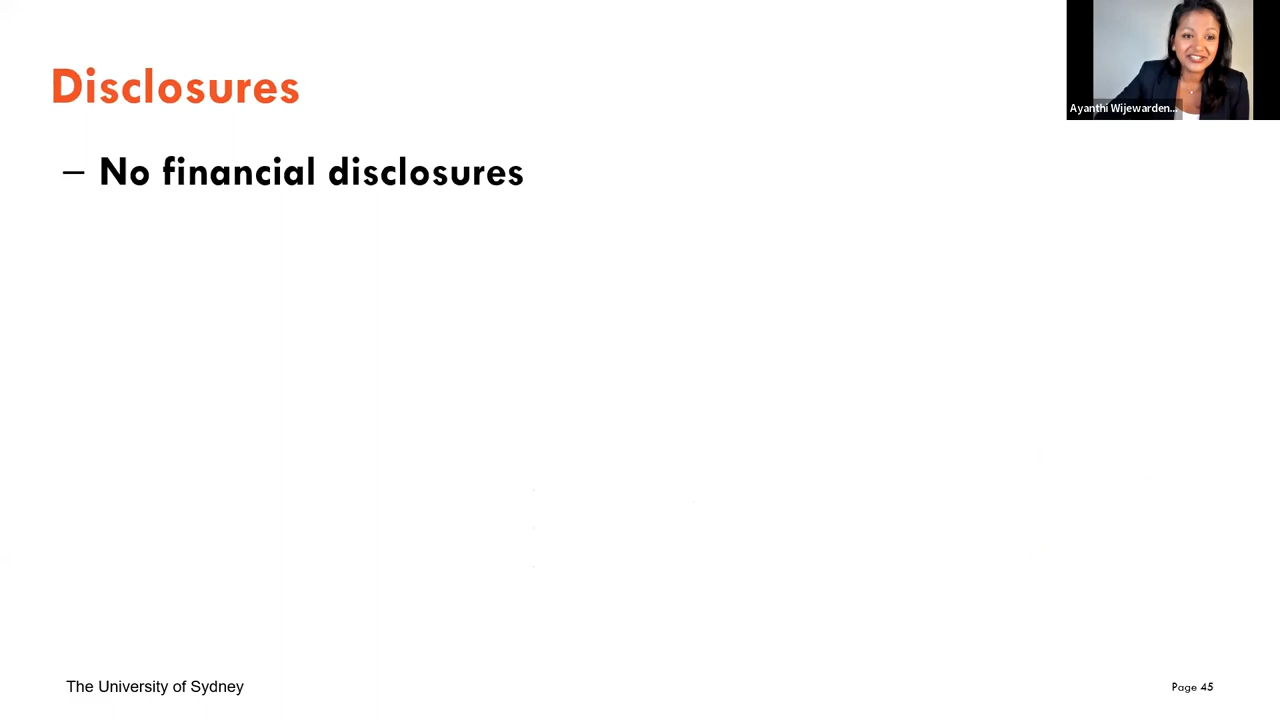 Disclosures
– No financial disclosures
Ayanthi Wijewarden...
The University of Sydney
Page 45